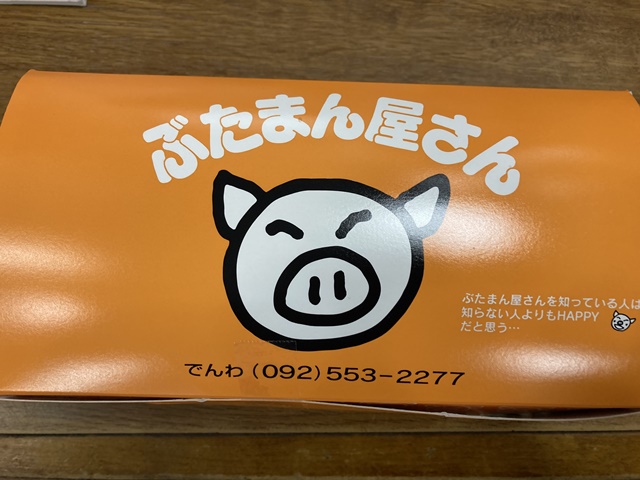 ぶたまん屋さん
ぶたまん屋さんを知っている人は
知らない人よりもHAPPY
だと思う…
でんわ(092)553-2277